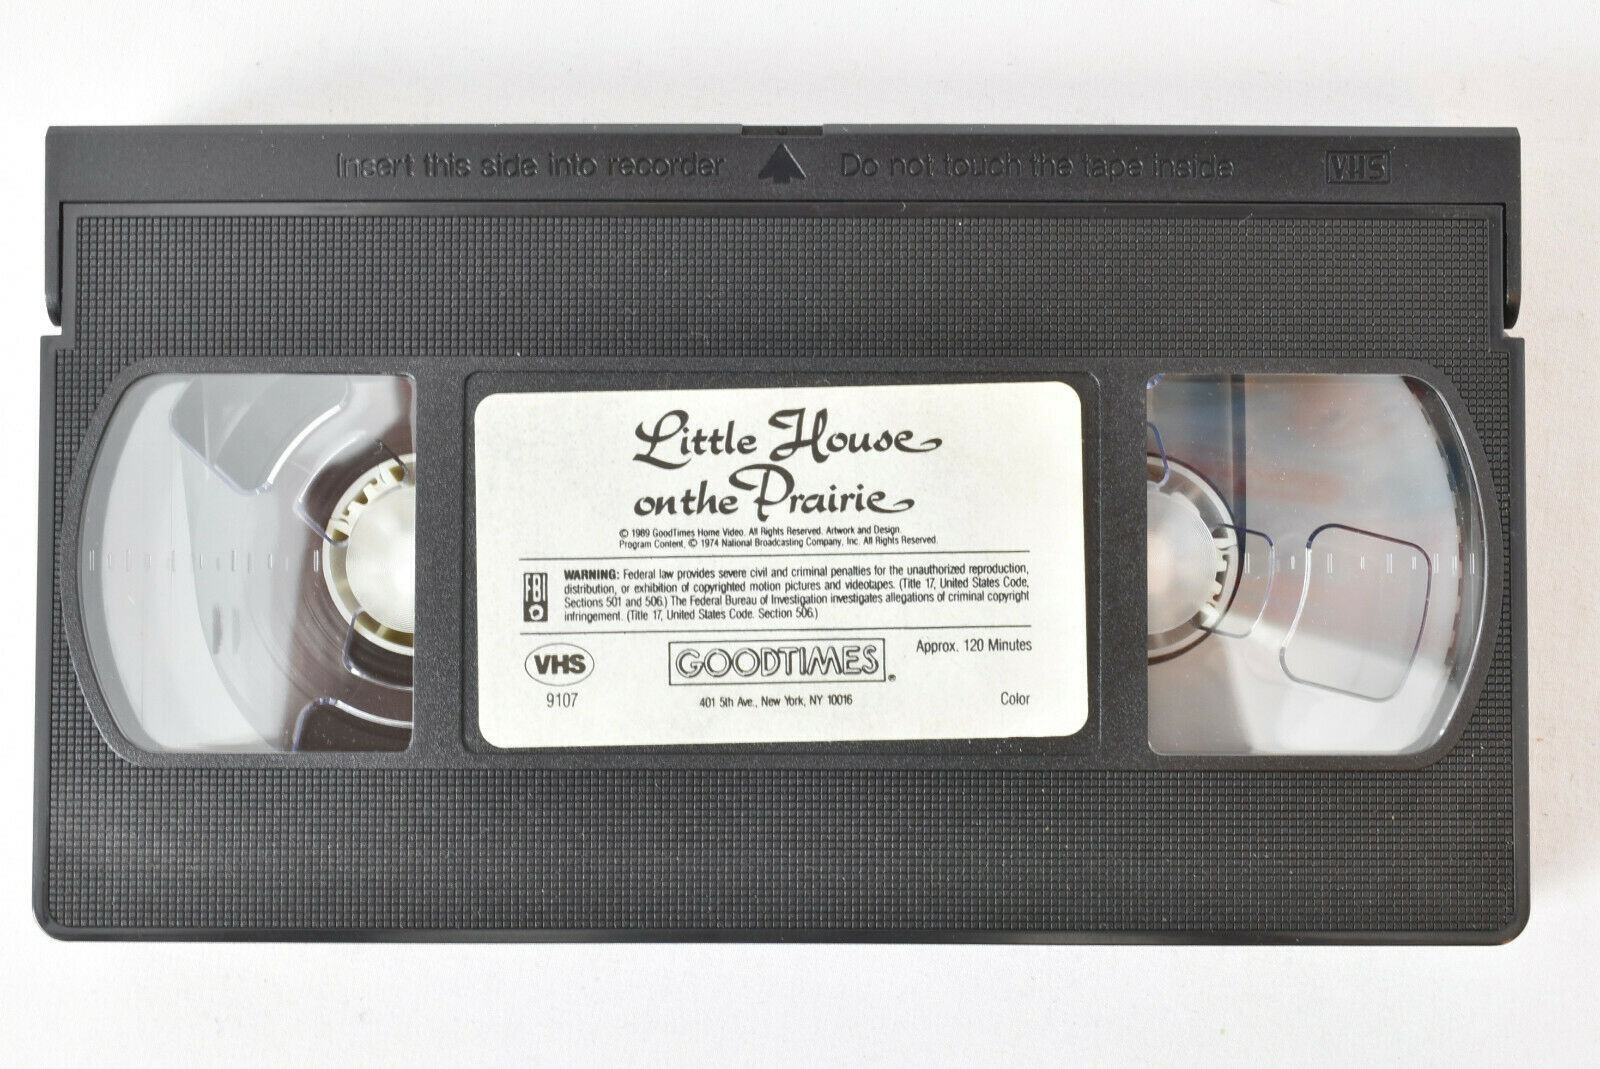 Insert this side into recorder Do not touch the tape inside VHS
Little House
on the Prairie
© 1989 GoodTimes Home Video. All Rights Reserved. Artwork and Design.
Program Content, © 1974 National Broadcasting Company, Inc. All Rights Reserved.
FBI
WARNING: Federal law provides severe civil and criminal penalties for the unauthorized reproduction,
distribution, or exhibition of copyrighted motion pictures and videotapes. (Title 17, United States Code,
Sections 501 and 506.) The Federal Bureau of Investigation investigates allegations of criminal copyright
infringement. (Title 17, United States Code. Section 506.)
VHS
9107
GOODTIMES®
401 5th Ave., New York, NY 10016
Approx. 120 Minutes
Color